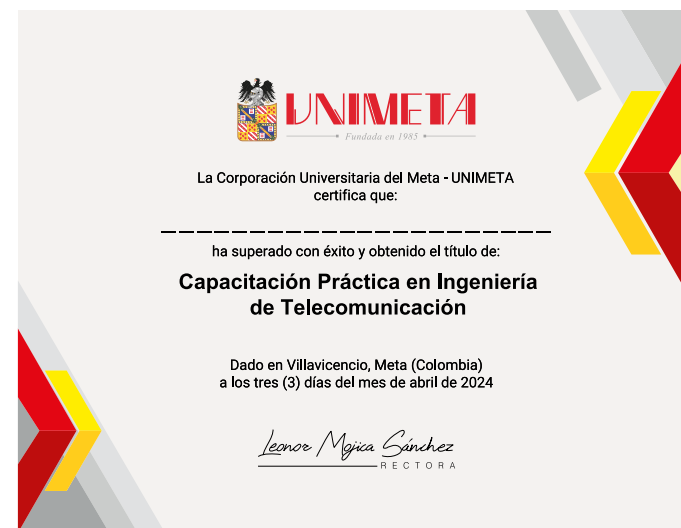 UNIMETA
Fundada en 1985
La Corporación Universitaria del Meta - UNIMETA
certifica que:
ha superado con éxito y obtenido el título de:
Capacitación Práctica en Ingeniería
de Telecomunicación
Dado en Villavicencio, Meta (Colombia)
a los tres (3) días del mes de abril de 2024
Leonor Mojica Sánchez
RECTORA